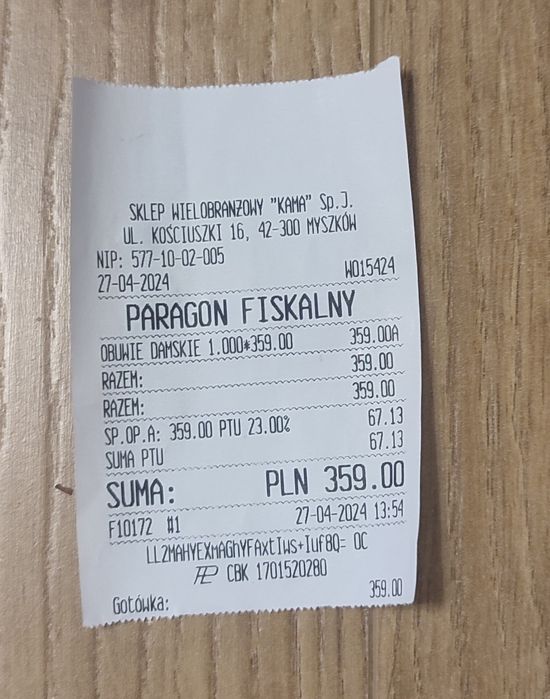 SKLEP WIELOBRANŻOWY "KAMA" Sp.J.
UL. KOŚCIUSZKI 16, 42-300 MYSZKÓW
NIP: 577-10-02-005
27-04-2024 W015424
PARAGON FISKALNY
OBUWIE DAMSKIE 1.000*359.00 359.00A
RAZEM: 359.00
RAZEM: 359.00
SP.OP.A: 359.00 PTU 23.00% 67.13
SUMA PTU 67.13
SUMA: PLN 359.00
F10172 #1 27-04-2024 13:54
CBK 1701520280
Gotówka: 359.00